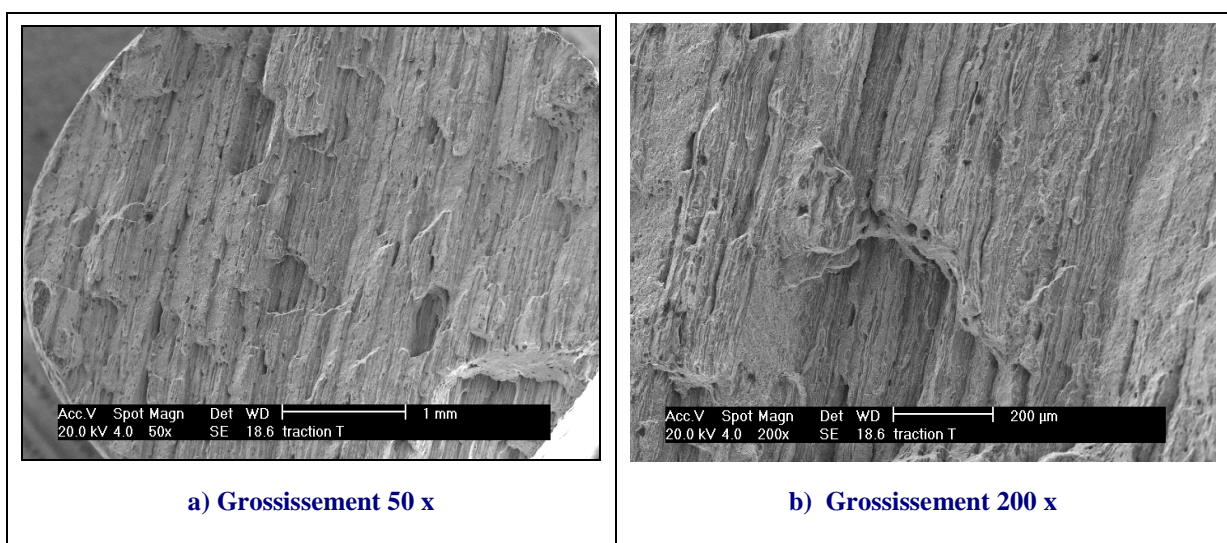 Acc.V Spot Magn Det WD 1 mm
20.0 kV 4.0 50x SE 18.6 traction T
Acc.V Spot Magn Det WD 200 µm
20.0 kV 4.0 200x SE 18.6 traction T
a) Grossissement 50 x
b) Grossissement 200 x